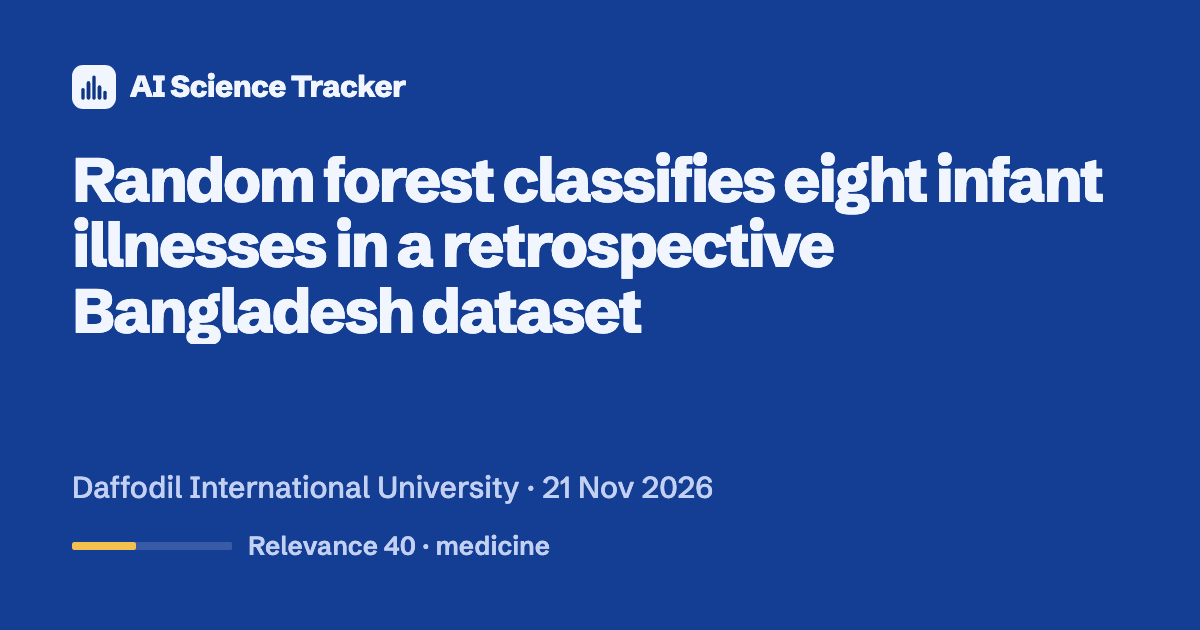 AI Science Tracker
Random forest classifies eight infant
illnesses in a retrospective
Bangladesh dataset
Daffodil International University · 21 Nov 2026
Relevance 40 · medicine